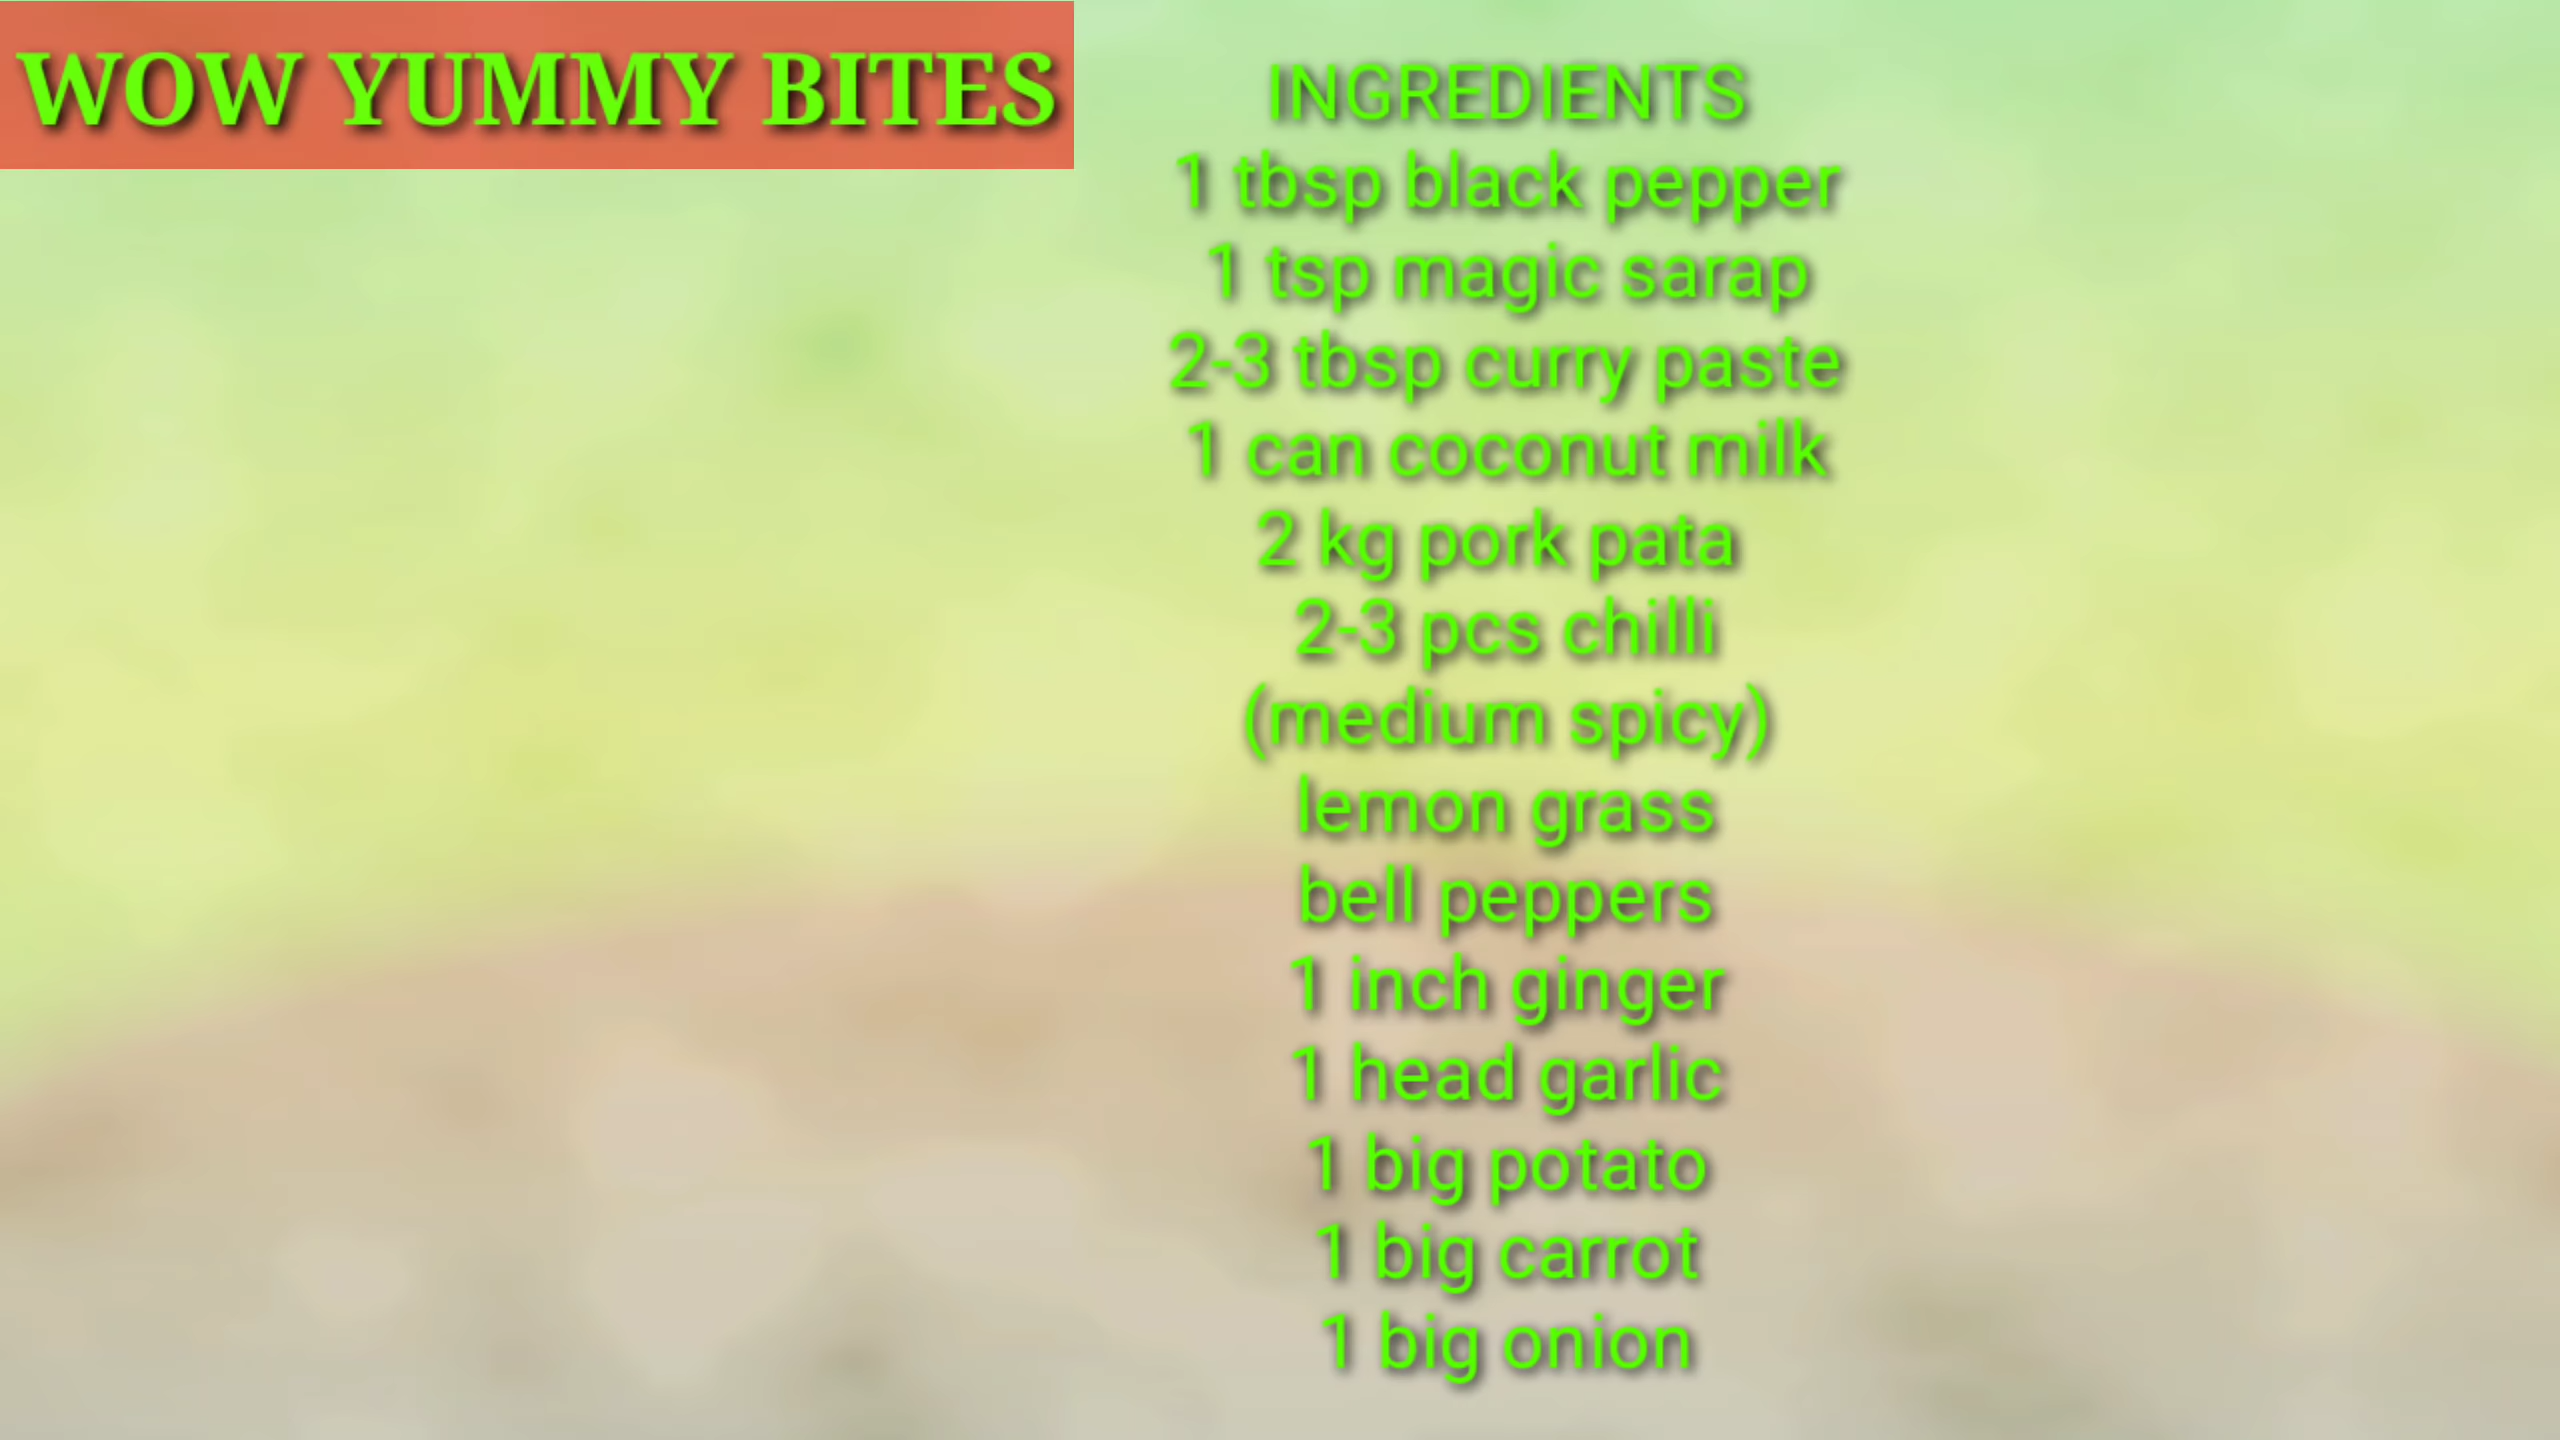 WOW YUMMY BITES
INGREDIENTS
1 tbsp black pepper
1 tsp magic sarap
2-3 tbsp curry paste
1 can coconut milk
2 kg pork pata
2-3 pcs chilli
(medium spicy)
lemon grass
bell peppers
1 inch ginger
1 head garlic
1 big potato
1 big carrot
1 big onion